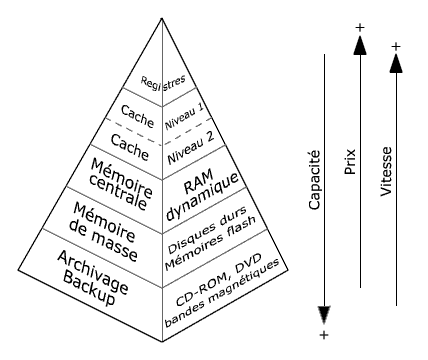 Registres
Cache
Niveau 1
Cache
Niveau 2
Mémoire
centrale
RAM
dynamique
Mémoire
de masse
Disques durs
Mémoires flash
Archivage
Backup
CD-ROM, DVD
bandes magnétiques
Capacité
+
Prix
+
Vitesse
+